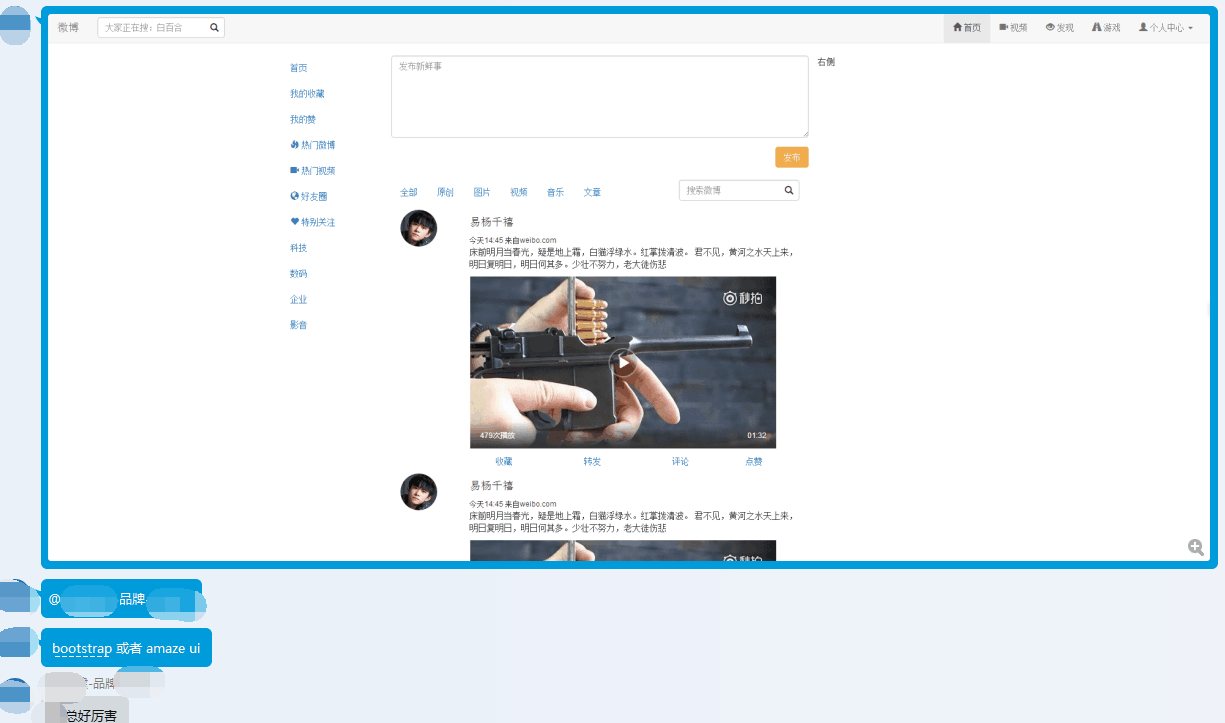 微博
大家正在搜：白百合
首页
视频
发现
游戏
个人中心
首页
我的收藏
我的赞
热门微博
热门视频
好友圈
特别关注
科技
数码
企业
影音
发布新鲜事
发布
右侧
全部 原创 图片 视频 音乐 文章
搜索微博
易杨千禧
今天14:45 来自weibo.com
床前明月当春光，疑是地上霜，白猫浮绿水。红掌拨清波。 君不见，黄河之水天上来，
明日复明日，明日何其多。少壮不努力，老大徒伤悲
秒拍
479次播放
01:32
收藏 转发 评论 点赞
易杨千禧
今天14:45 来自weibo.com
床前明月当春光，疑是地上霜，白猫浮绿水。红掌拨清波。 君不见，黄河之水天上来，
明日复明日，明日何其多。少壮不努力，老大徒伤悲
秒拍
@
品牌
bootstrap 或者 amaze ui
-品牌
总好厉害